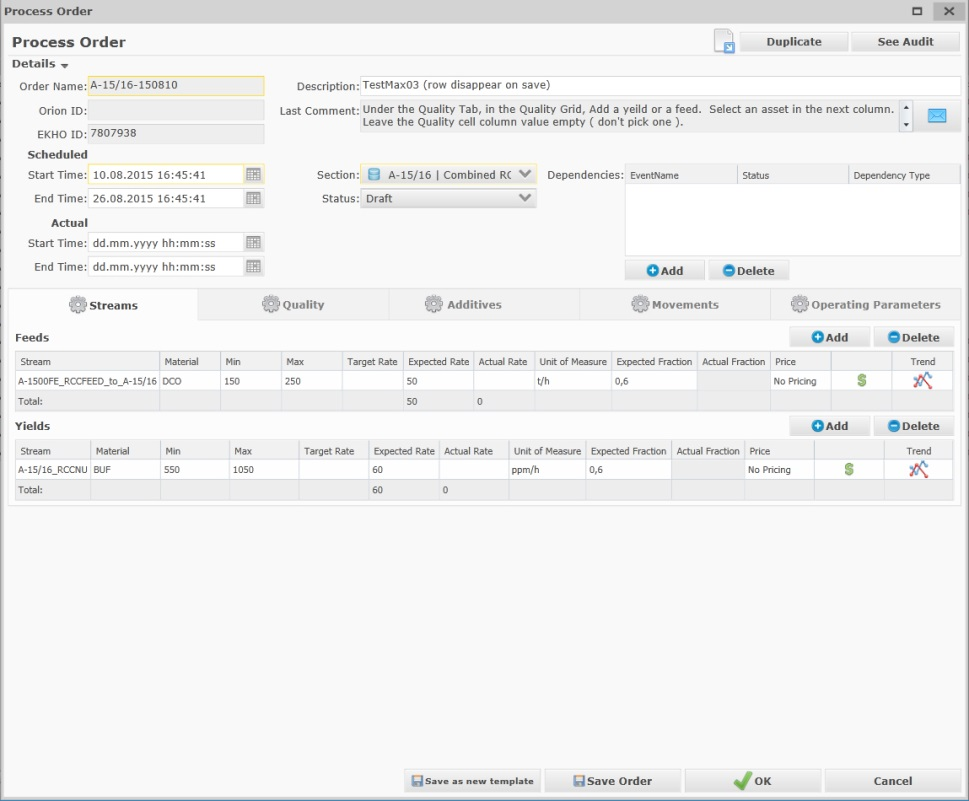 Process Order
Process Order
Duplicate
See Audit
Details
Order Name: A-15/16-150810
Description: TestMax03 (row disappear on save)
Orion ID:
Last Comment: Under the Quality Tab, in the Quality Grid, Add a yeild or a feed.  Select an asset in the next column.
Leave the Quality cell column value empty ( don't pick one ).
EKHO ID: 7807938
Scheduled
Start Time: 10.08.2015 16:45:41
Section: A-15/16 | Combined RC
Dependencies: EventName Status Dependency Type
End Time: 26.08.2015 16:45:41
Status: Draft
Actual
Start Time: dd.mm.yyyy hh:mm:ss
End Time: dd.mm.yyyy hh:mm:ss
Add Delete
Streams Quality Additives Movements Operating Parameters
Feeds Add Delete
Stream Material Min Max Target Rate Expected Rate Actual Rate Unit of Measure Expected Fraction Actual Fraction Price Trend
A-1500FE_RCCFEED_to_A-15/16 DCO 150 250 50 t/h 0,6 No Pricing $
Total: 50 0
Yields Add Delete
Stream Material Min Max Target Rate Expected Rate Actual Rate Unit of Measure Expected Fraction Actual Fraction Price Trend
A-15/16_RCCNU BUF 550 1050 60 ppm/h 0,6 No Pricing $
Total: 60 0
Save as new template Save Order OK Cancel